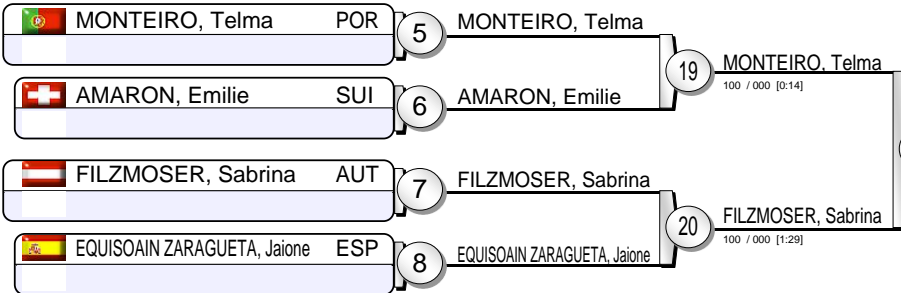 MONTEIRO, Telma POR
5
MONTEIRO, Telma
19
MONTEIRO, Telma
100 / 000 [0:14]
AMARON, Emilie SUI
6
AMARON, Emilie
FILZMOSER, Sabrina AUT
7
FILZMOSER, Sabrina
20
FILZMOSER, Sabrina
100 / 000 [1:29]
EQUISOAIN ZARAGUETA, Jaione ESP
8
EQUISOAIN ZARAGUETA, Jaione